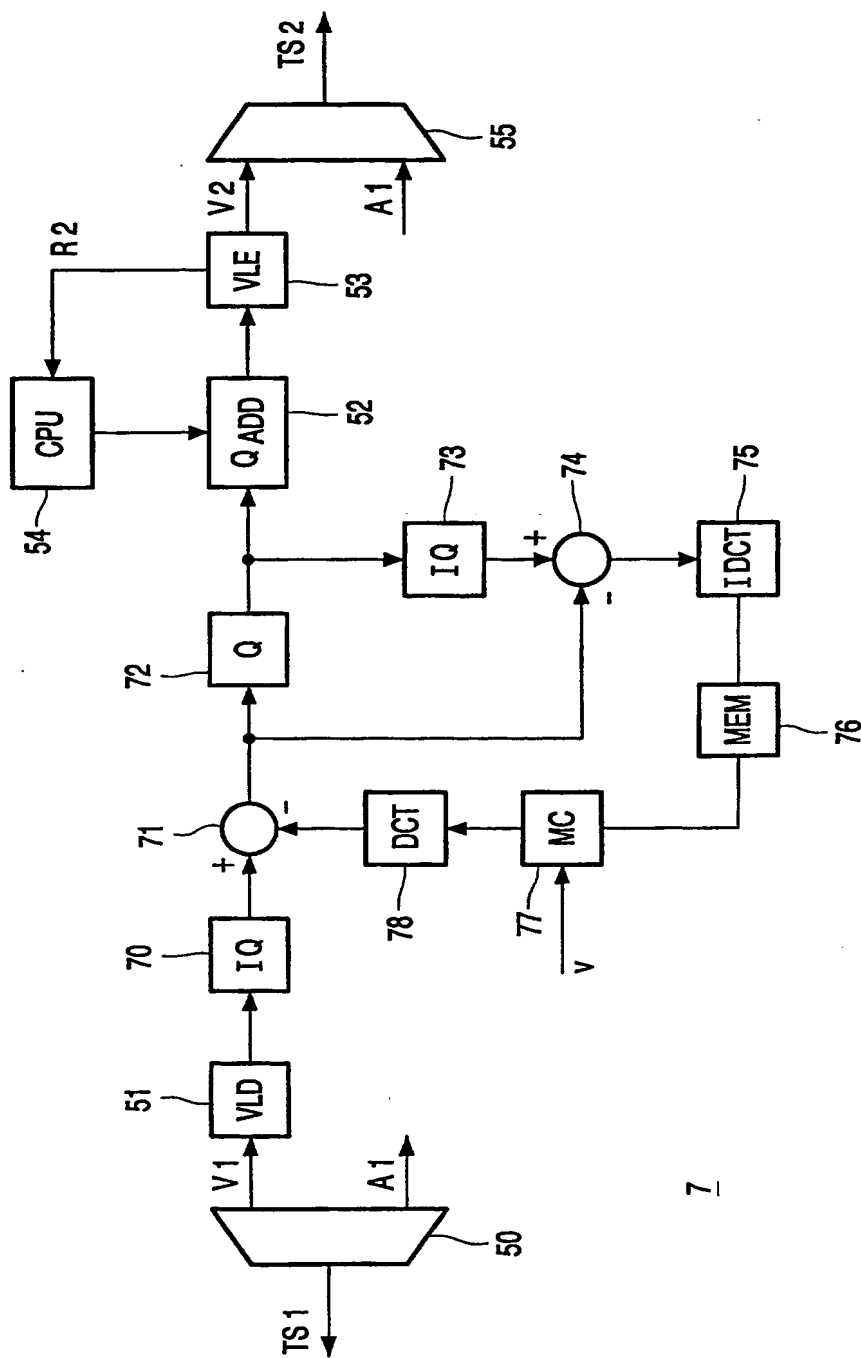 TS1
50
V1
A1
VLD
51
IQ
70
+
-
71
Q
72
Q ADD
52
CPU
54
R2
VLE
53
V2
A1
55
TS2
IQ
73
+
-
74
IDCT
75
MEM
76
MC
77
v
DCT
78
7